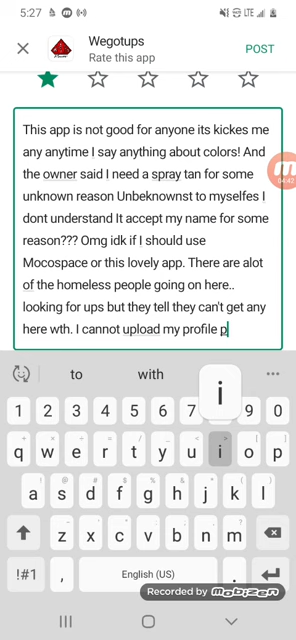 5:27 LTE
Wegotups
Rate this app
POST
This app is not good for anyone its kickes me
any anytime I say anything about colors! And
the owner said I need a spray tan for some
unknown reason Unbeknownst to myselfes I
dont understand It accept my name for some
reason??? Omg idk if I should use
Mocospace or this lovely app. There are alot
of the homeless people going on here..
looking for ups but they tell they can't get any
here wth. I cannot upload my profile p
04:42
to with ...
i
1 2 3 4 5 6 7 9 0
q w e r t y u i o p
a s d f g h j k l
z x c v b n m
!#1 , English (US) .
Recorded by mobizen